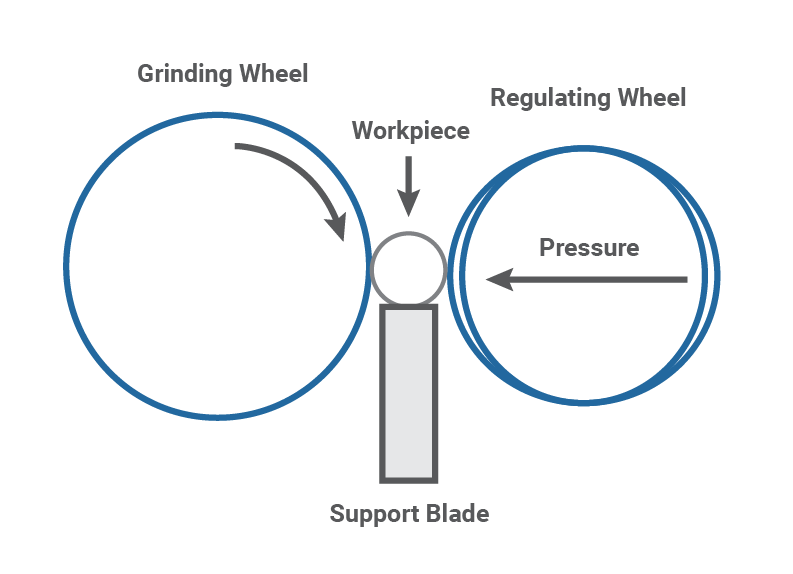 Grinding Wheel
Regulating Wheel
Workpiece
Pressure
Support Blade